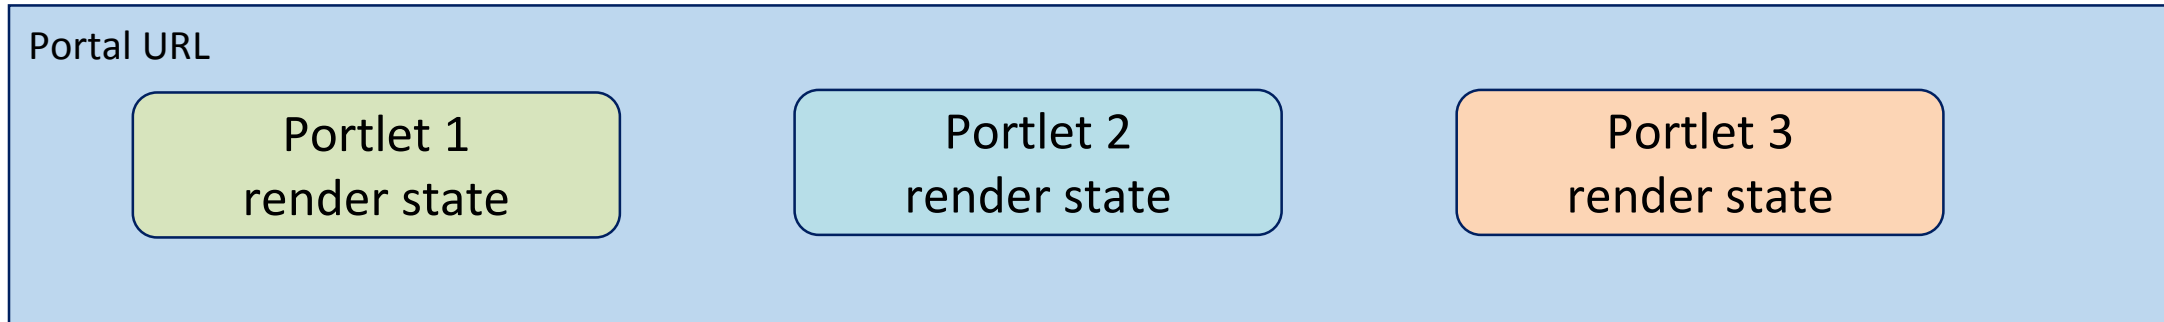 Portal URL
Portlet 1
render state
Portlet 2
render state
Portlet 3
render state